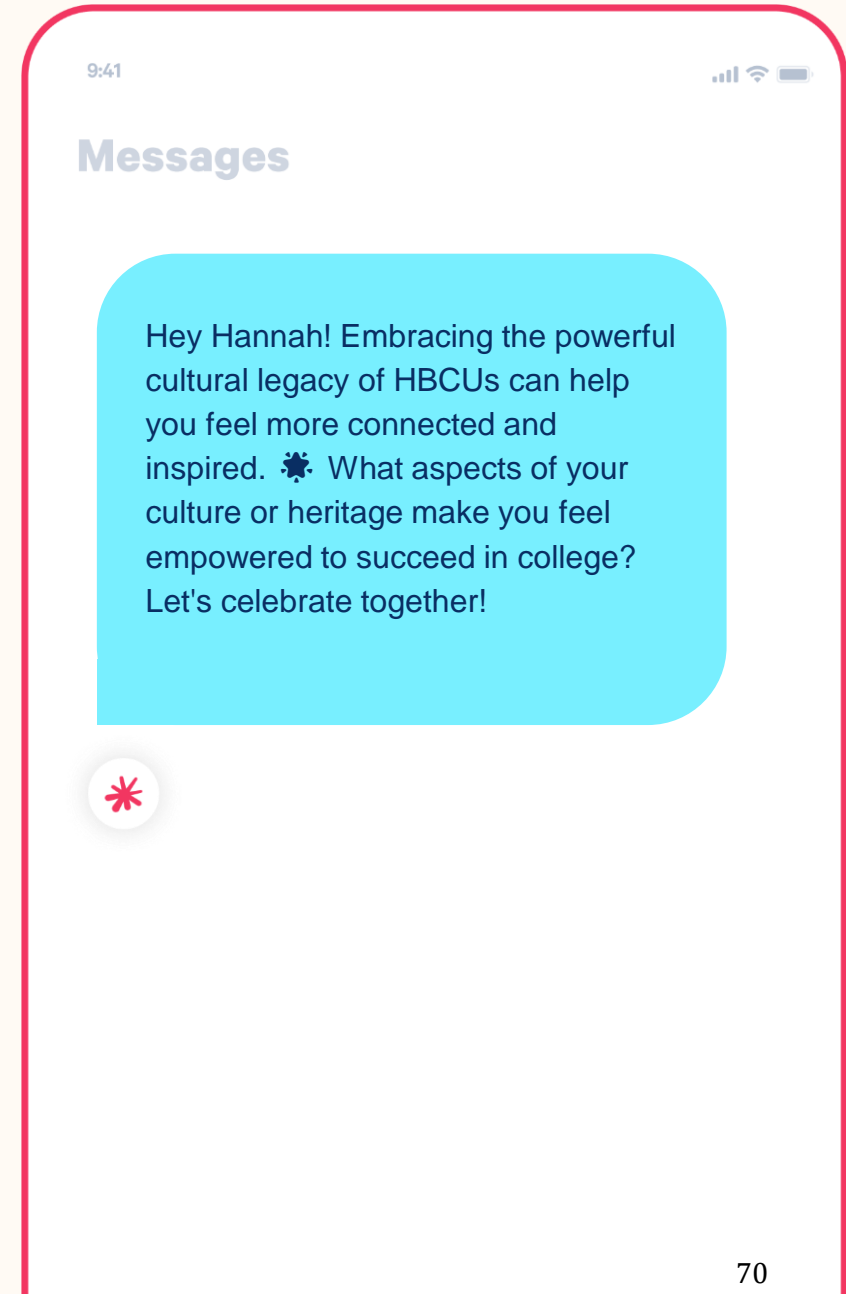 9:41
Messages
Hey Hannah! Embracing the powerful
cultural legacy of HBCUs can help
you feel more connected and
inspired. 🌟 What aspects of your
culture or heritage make you feel
empowered to succeed in college?
Let's celebrate together!
70